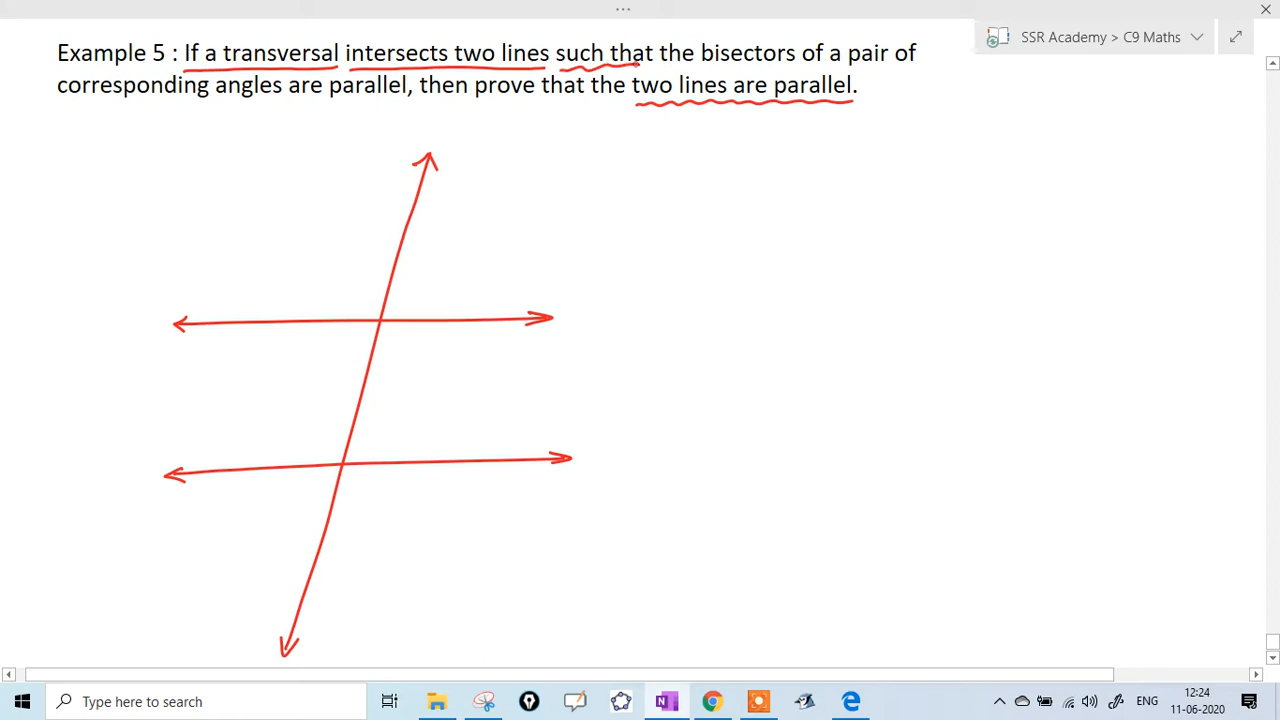 ...
SSR Academy > C9 Maths
Example 5 : If a transversal intersects two lines such that the bisectors of a pair of
corresponding angles are parallel, then prove that the two lines are parallel.
Type here to search
ENG
12:24
11-06-2020